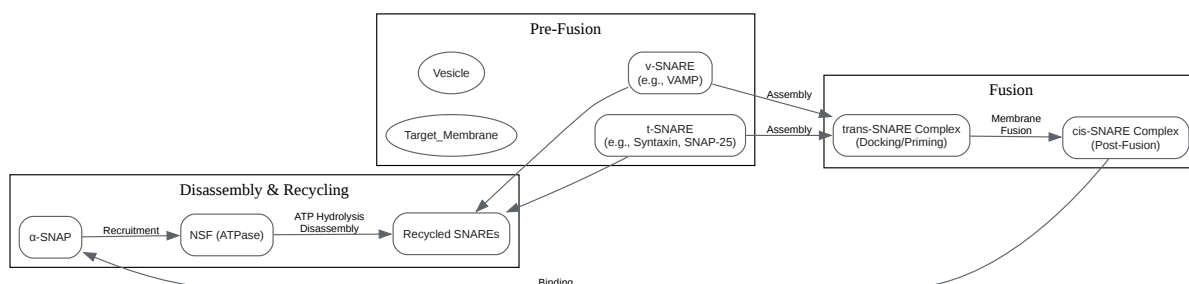 Pre-Fusion
Vesicle
v-SNARE
(e.g., VAMP)
Target_Membrane
t-SNARE
(e.g., Syntaxin, SNAP-25)
Assembly
Assembly
Fusion
trans-SNARE Complex
(Docking/Priming)
Membrane
Fusion
cis-SNARE Complex
(Post-Fusion)
Disassembly & Recycling
α-SNAP
Recruitment
NSF (ATPase)
ATP Hydrolysis
Disassembly
Recycled SNAREs
Binding